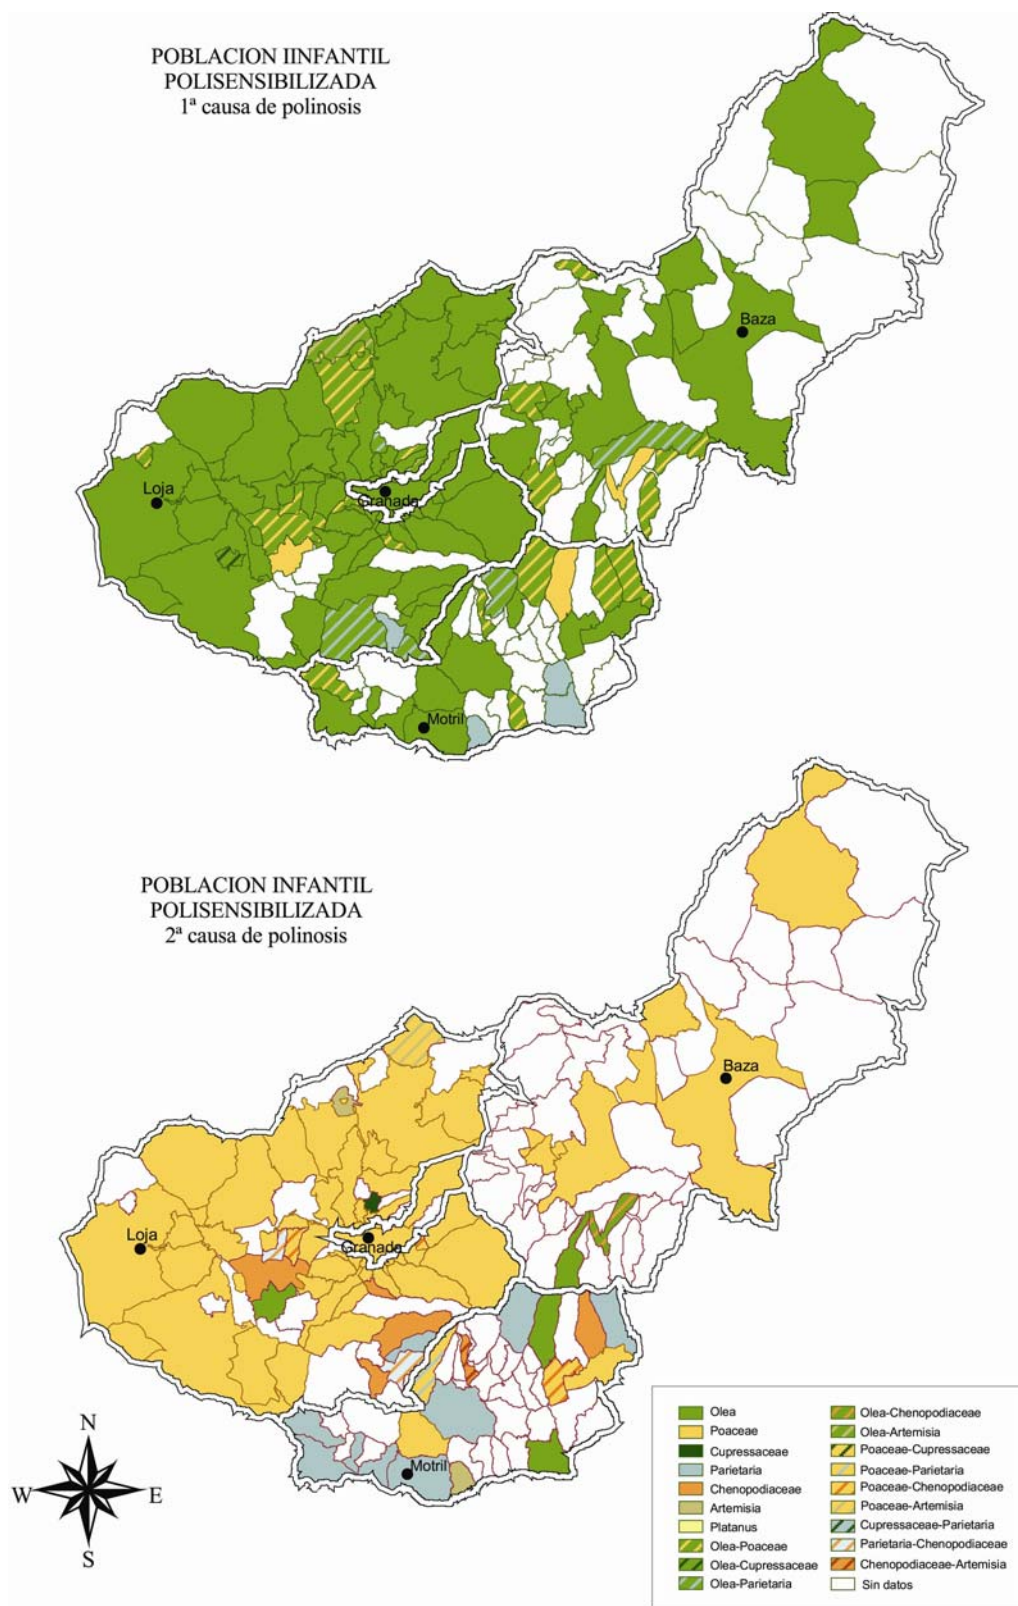 POBLACION IINFANTIL
POLISENSIBILIZADA
1ª causa de polinosis
Baza
Loja
Granada
Motril
POBLACION INFANTIL
POLISENSIBILIZADA
2ª causa de polinosis
Baza
Loja
Granada
Motril
N
W
E
S
Olea
Poaceae
Cupressaceae
Parietaria
Chenopodiaceae
Artemisia
Platanus
Olea-Poaceae
Olea-Cupressaceae
Olea-Parietaria
Olea-Chenopodiaceae
Olea-Artemisia
Poaceae-Cupressaceae
Poaceae-Parietaria
Poaceae-Chenopodiaceae
Poaceae-Artemisia
Cupressaceae-Parietaria
Parietaria-Chenopodiaceae
Chenopodiaceae-Artemisia
Sin datos